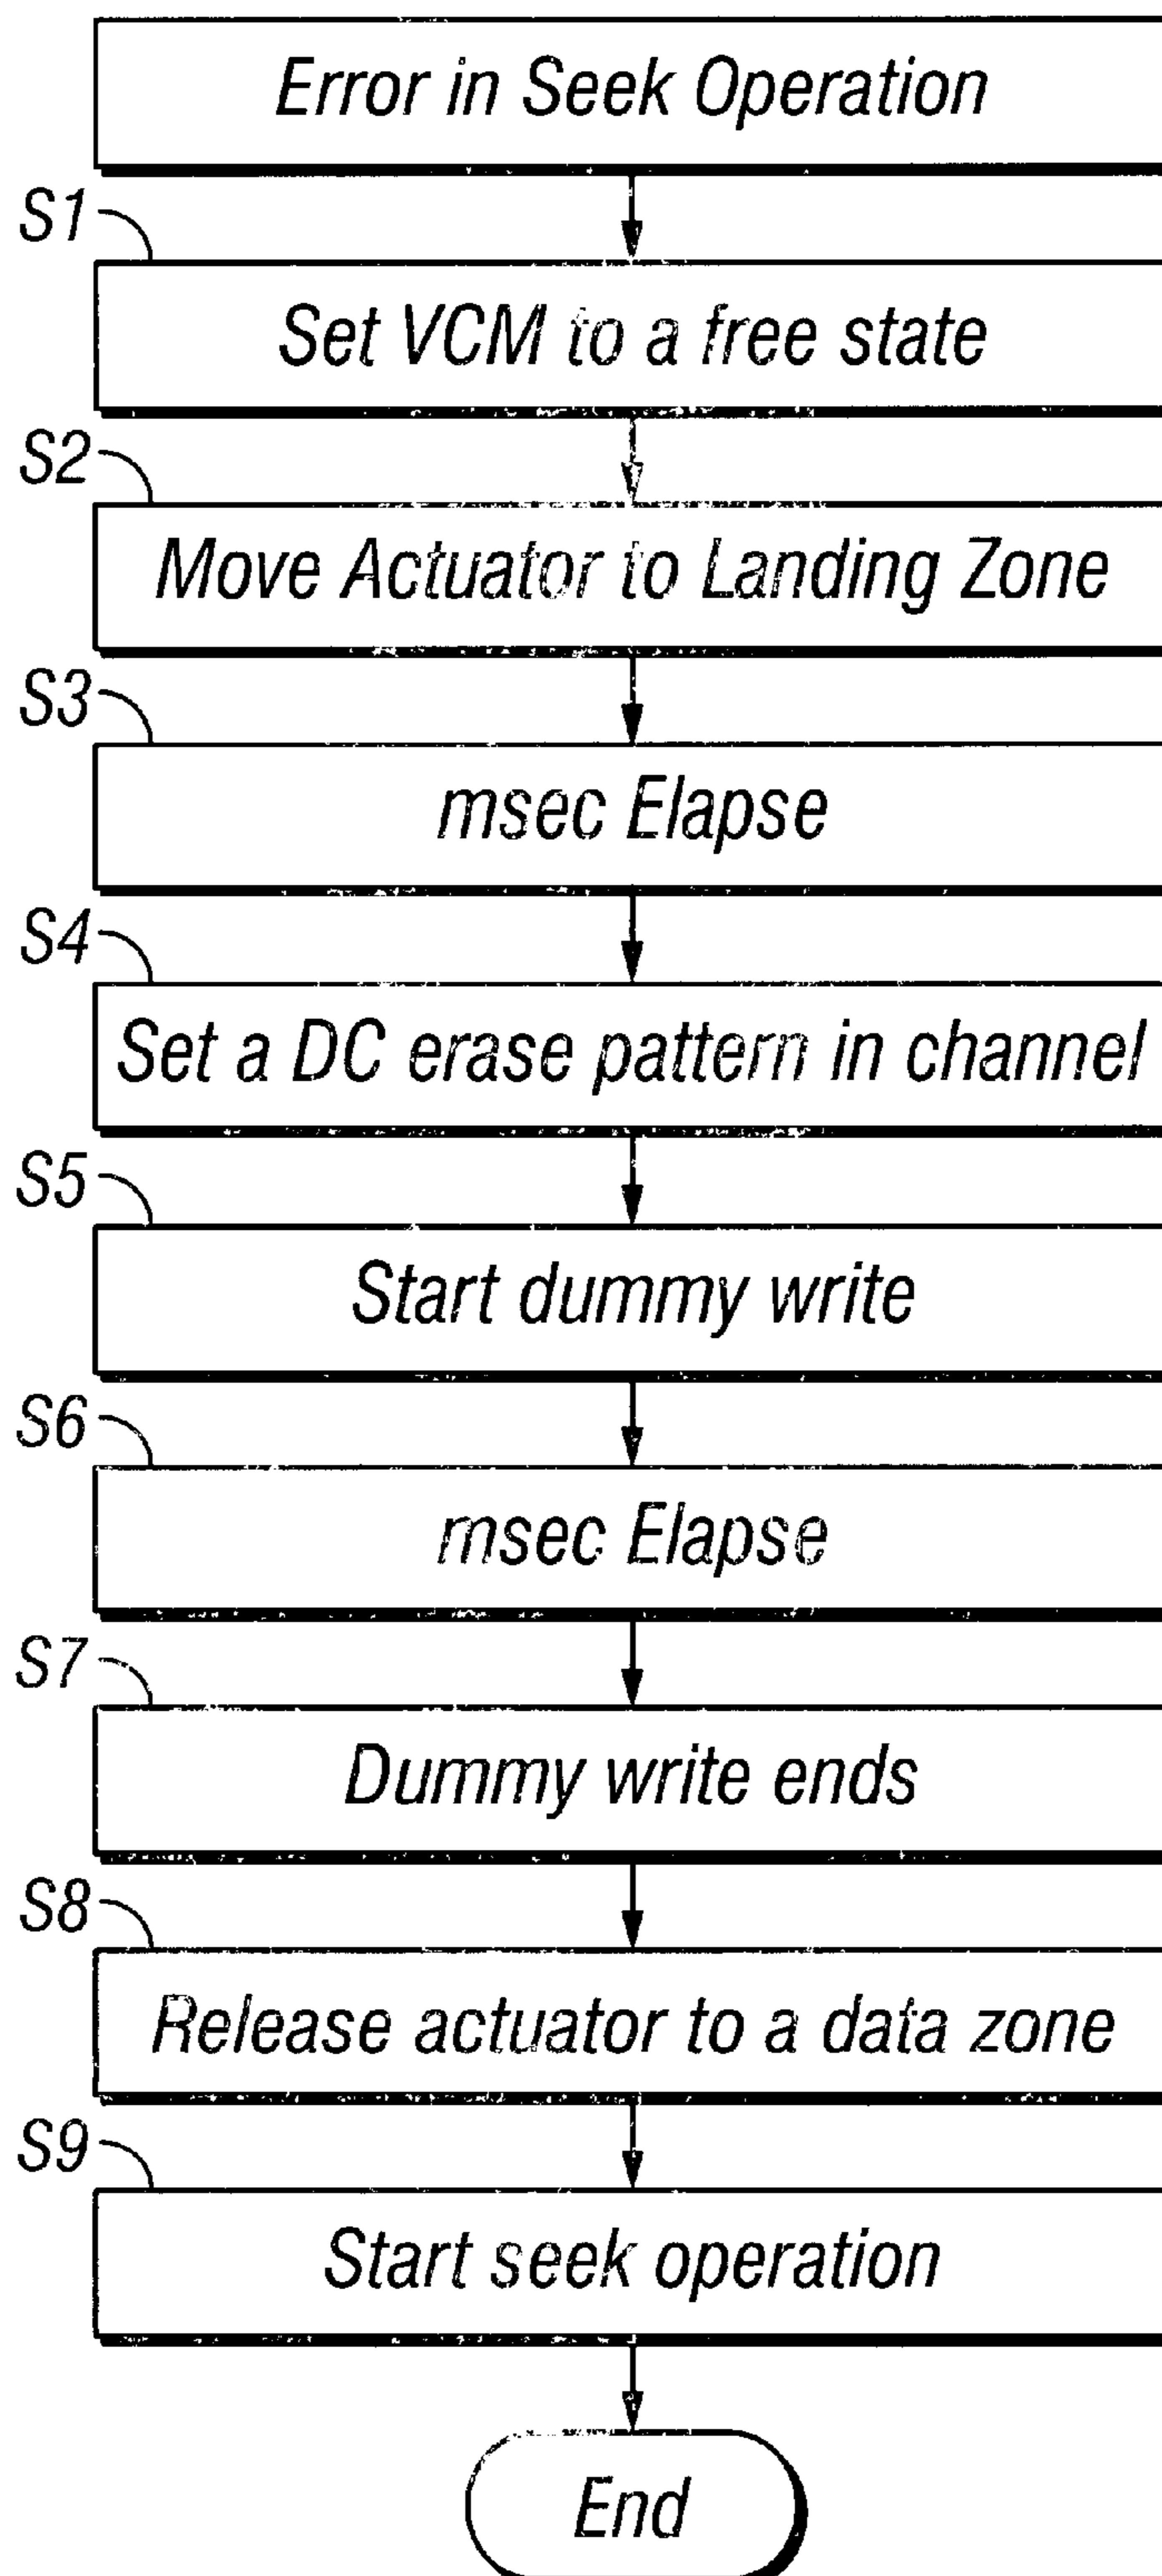 Error in Seek Operation
S1
Set VCM to a free state
S2
Move Actuator to Landing Zone
S3
msec Elapse
S4
Set a DC erase pattern in channel
S5
Start dummy write
S6
msec Elapse
S7
Dummy write ends
S8
Release actuator to a data zone
S9
Start seek operation
End